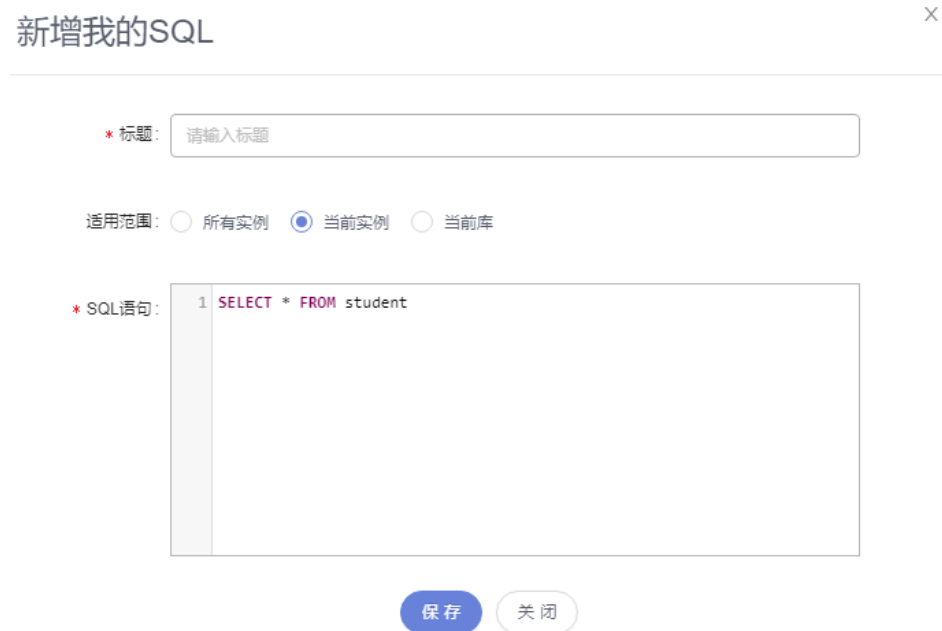 新增我的SQL
X
* 标题:
请输入标题
适用范围: 所有实例 当前实例 当前库
* SQL语句:
1 SELECT * FROM student
保存 关闭